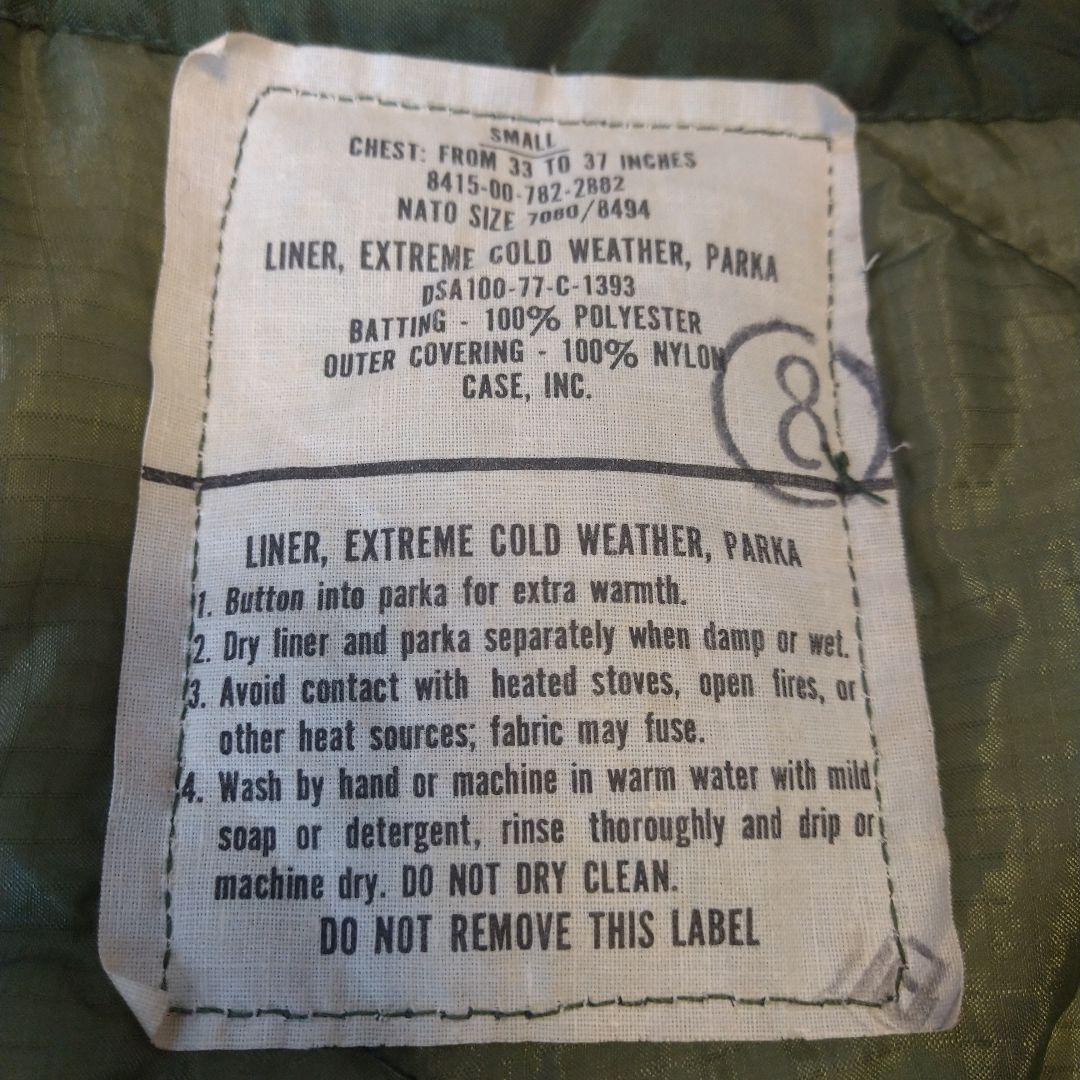 SMALL
CHEST: FROM 33 TO 37 INCHES
8415-00-782-2882
NATO SIZE 7080/8494
LINER, EXTREME COLD WEATHER, PARKA
DSA100-77-C-1393
BATTING - 100% POLYESTER
OUTER COVERING - 100% NYLON
CASE, INC.
8
LINER, EXTREME COLD WEATHER, PARKA
1. Button into parka for extra warmth.
2. Dry liner and parka separately when damp or wet.
3. Avoid contact with heated stoves, open fires, or
other heat sources; fabric may fuse.
4. Wash by hand or machine in warm water with mild
soap or detergent, rinse thoroughly and drip or
machine dry. DO NOT DRY CLEAN.
DO NOT REMOVE THIS LABEL